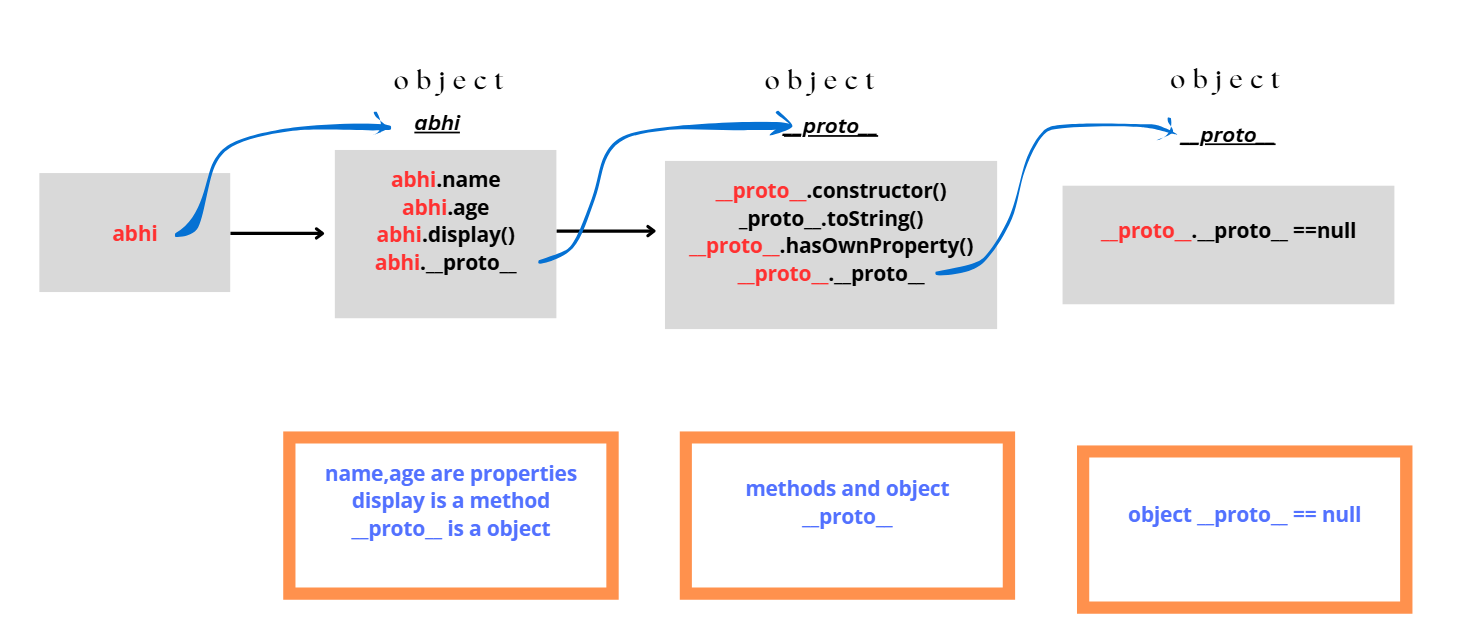 object
abhi
object
__proto__
object
__proto__
abhi
abhi.name
abhi.age
abhi.display()
abhi.__proto__
__proto__.constructor()
_proto__.toString()
__proto__.hasOwnProperty()
__proto__.__proto__
__proto__.__proto__ ==null
name,age are properties
display is a method
__proto__ is a object
methods and object
__proto__
object __proto__ == null